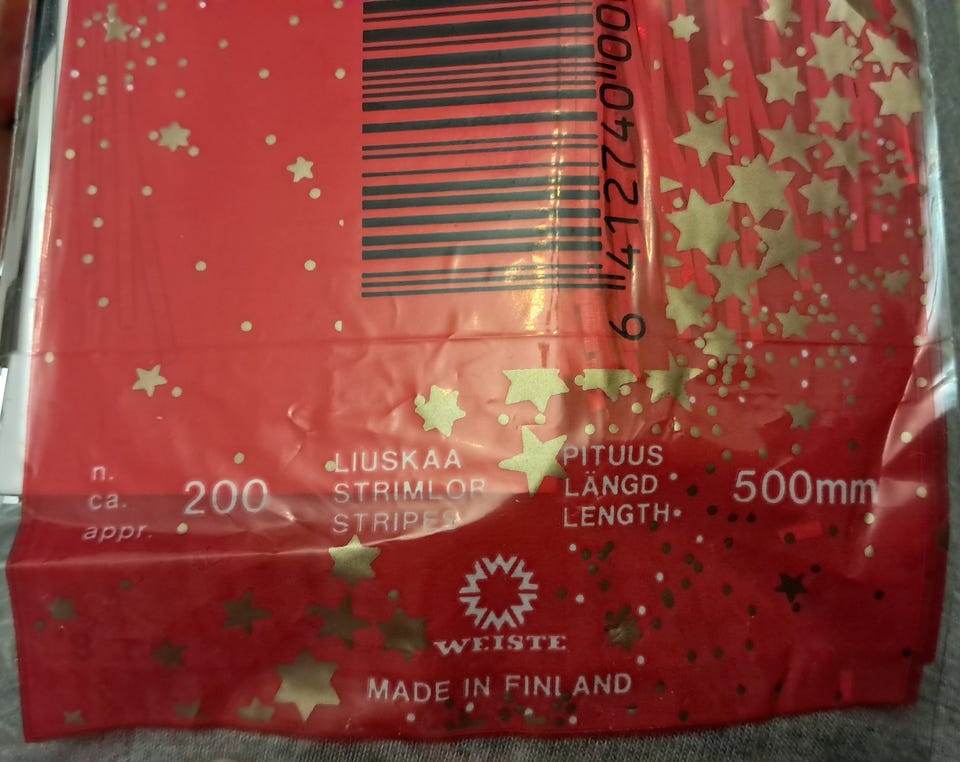 6 412740 00
n.
ca.
appr.
200
LIUSKAA
STRIMLOR
STRIPES
PITUUS
LÄNGD
LENGTH
500mm
WEISTE
MADE IN FINLAND